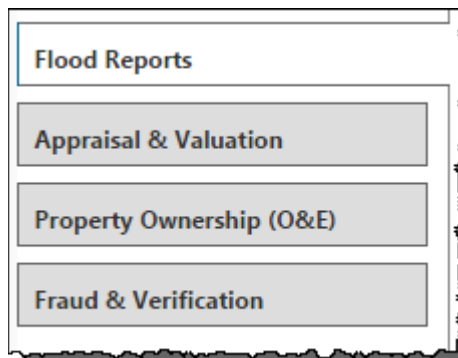 Flood Reports
Appraisal & Valuation
Property Ownership (O&E)
Fraud & Verification